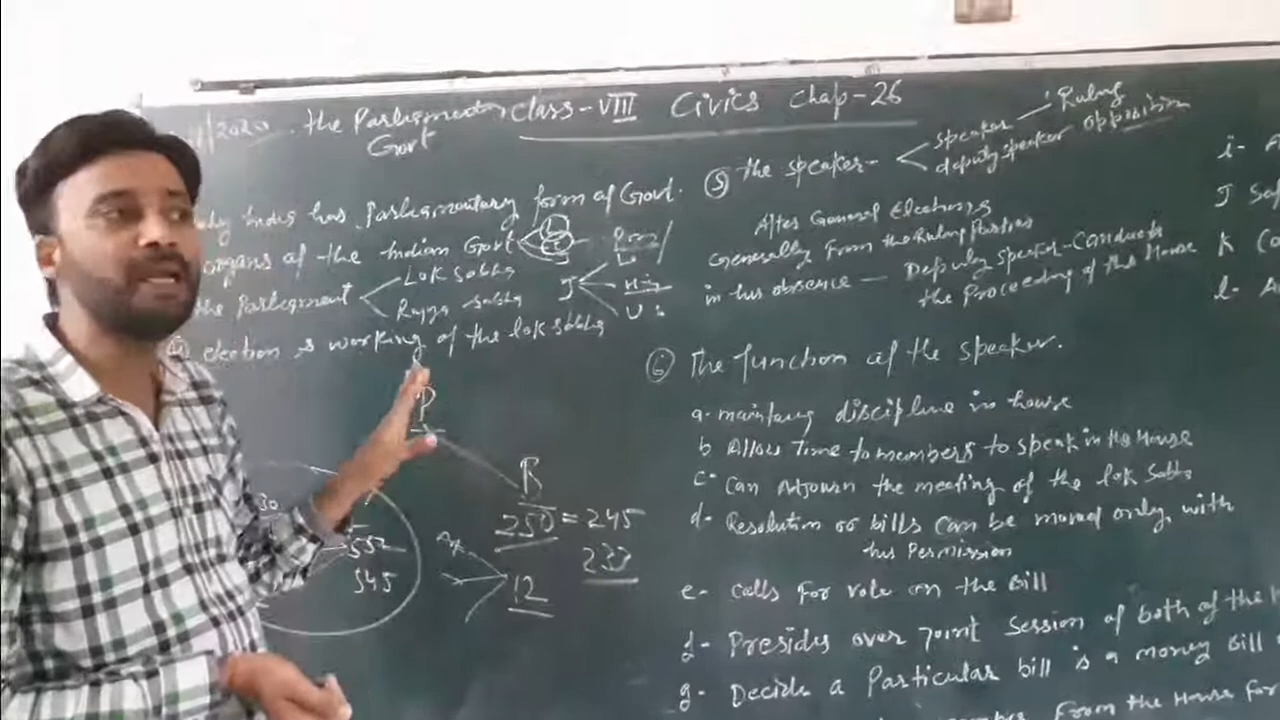 /2020 the Parliamentary Class-VIII Civics Chap-26
Govt
India has Parliamentary form of Govt.
organs of the Indian Govt
the Parliament
Lok Sabha
Rajya Sabha
J
election & working of the lok sabha
P
R
250 = 245
233
12
30
552
545
⑤ the speaker-
Speaker
Ruling
deputy speaker
opposition
After General Elections
Generally From the Ruling Parties
in his absence - Deputy Speaker-Conducts
the Proceeding of the House
⑥ The function of the speaker.
a- maintains discipline in house
b Allow Time to members to speak in the House
c- Can Adjourn the meeting of the lok Sabha
d- Resolution or bills can be moved only with
his Permission
e- calls for vote on the Bill
f- Presides over Joint Session of both of the H
g- Decide a Particular bill is a money Bill
From the House For
i- A
J
K
l- A